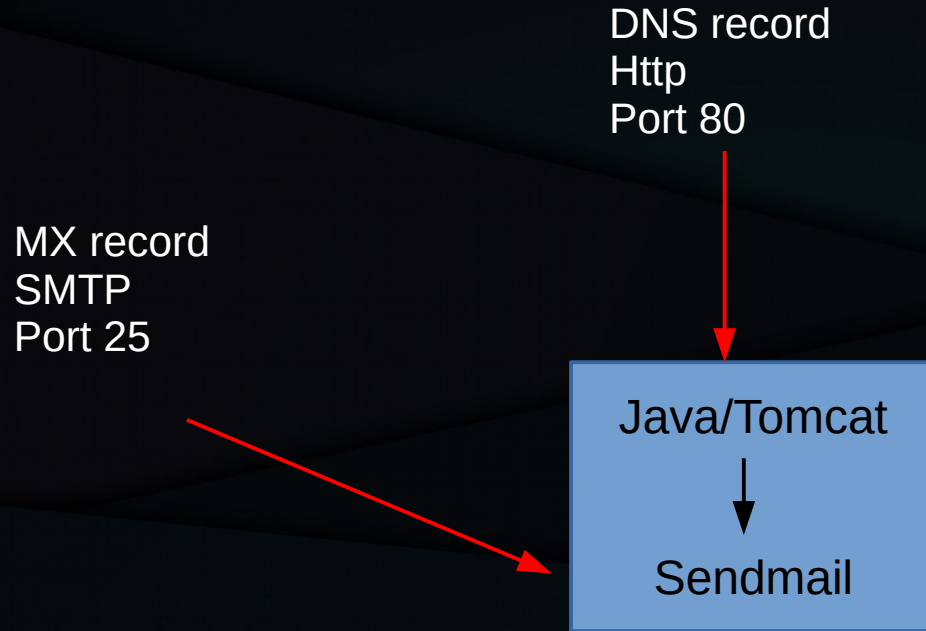 DNS record
Http
Port 80
MX record
SMTP
Port 25
Java/Tomcat
Sendmail